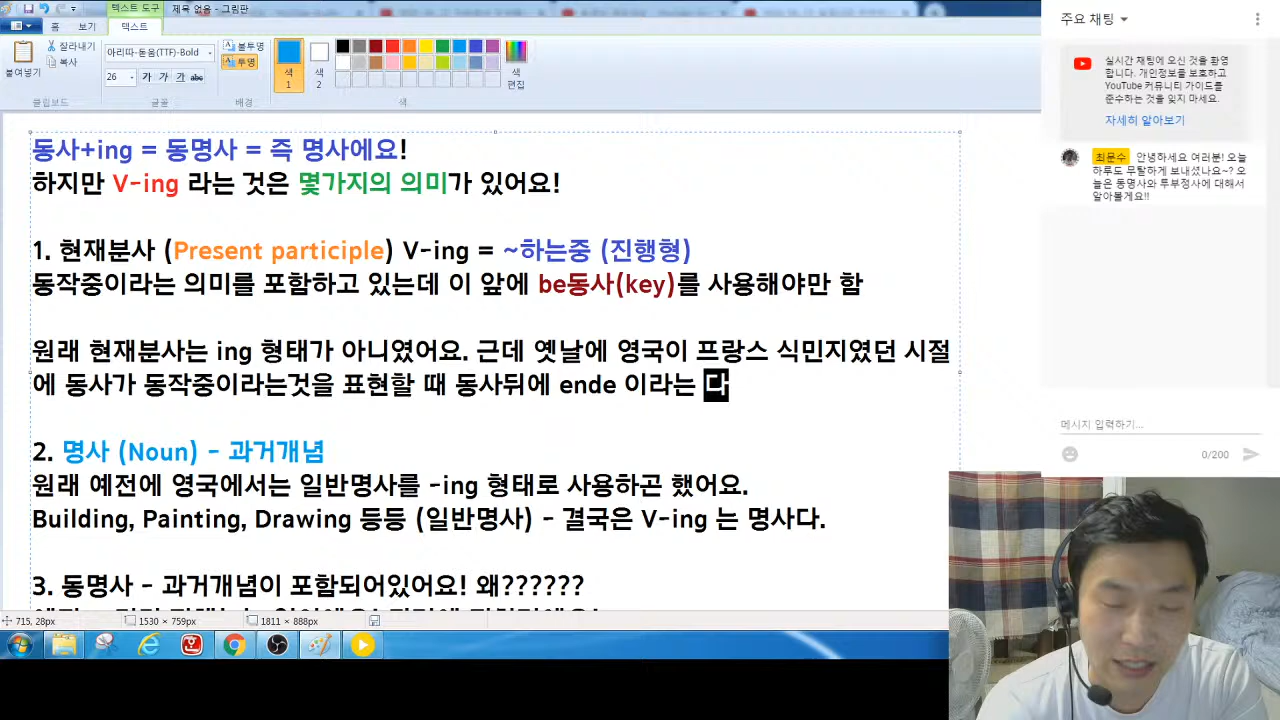 텍스트 도구
제목 없음 - 그림판
홈
보기
텍스트
붙여넣기
잘라내기
복사
클립보드
아리따-돋움(TTF)-Bold
26
가 가 가 abc
글꼴
불투명
투명
배경
색
1
색
2
색
편집
색
동사+ing = 동명사 = 즉 명사에요!
하지만 V-ing 라는 것은 몇가지의 의미가 있어요!
1. 현재분사 (Present participle) V-ing = ~하는중 (진행형)
동작중이라는 의미를 포함하고 있는데 이 앞에 be동사(key)를 사용해야만 함
원래 현재분사는 ing 형태가 아니였어요. 근데 옛날에 영국이 프랑스 식민지였던 시절
에 동사가 동작중이라는것을 표현할 때 동사뒤에 ende 이라는 다
2. 명사 (Noun) - 과거개념
원래 예전에 영국에서는 일반명사를 -ing 형태로 사용하곤 했어요.
Building, Painting, Drawing 등등 (일반명사) - 결국은 V-ing 는 명사다.
3. 동명사 - 과거개념이 포함되어있어요! 왜??????
715, 28px
1530 × 759px
1811 × 888px
주요 채팅
실시간 채팅에 오신 것을 환영
합니다. 개인정보를 보호하고
YouTube 커뮤니티 가이드를
준수하는 것을 잊지 마세요.
자세히 알아보기
최문수 안녕하세요 여러분! 오늘
하루도 무탈하게 보내셨나요~? 오
늘은 동명사와 투부정사에 대해서
알아볼게요!!
메시지 입력하기...
0/200